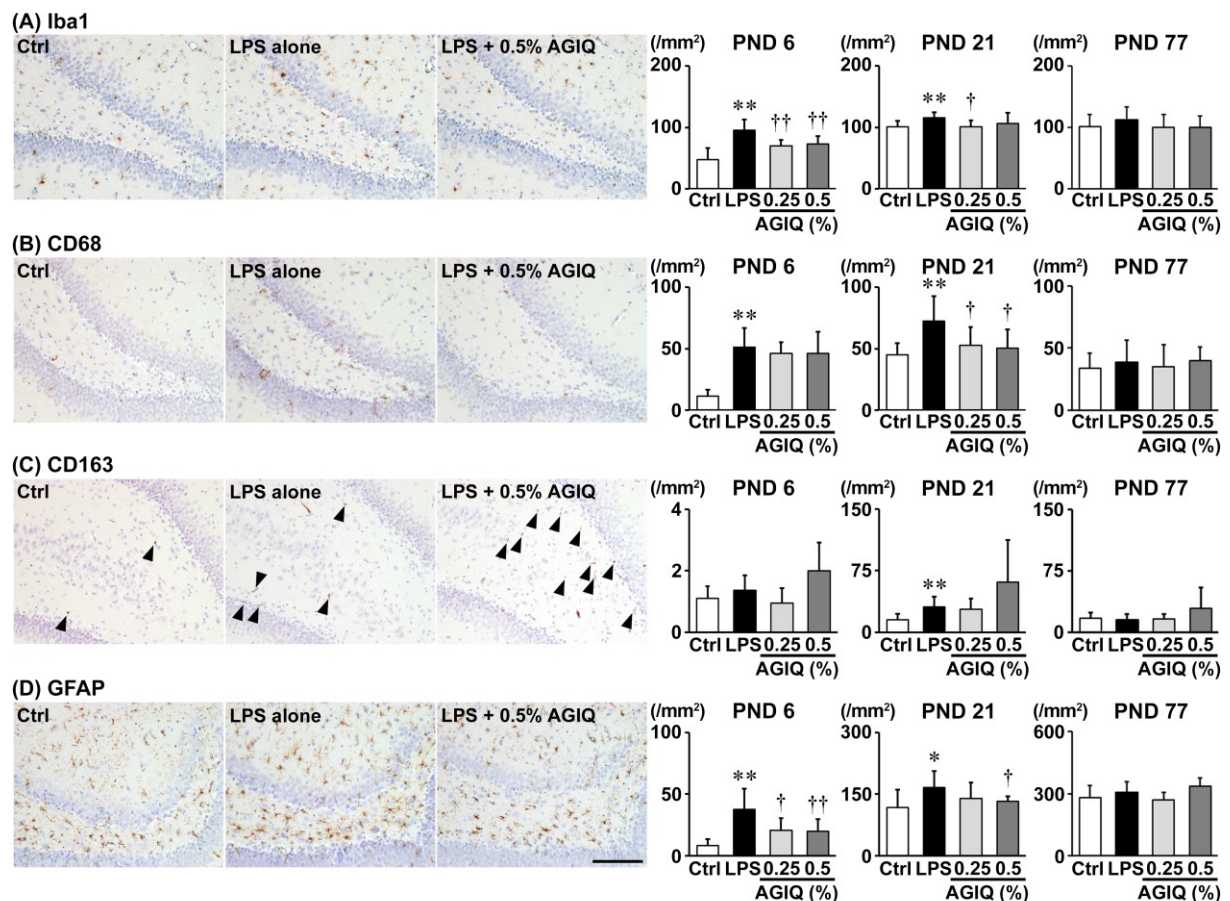 (A) Iba1
Ctrl LPS alone LPS + 0.5% AGIQ
(/mm²) PND 6 (/mm²) PND 21 (/mm²) PND 77
200 200 200
** †† †† ** †
100 100 100
0 0 0
Ctrl LPS 0.25 0.5 Ctrl LPS 0.25 0.5 Ctrl LPS 0.25 0.5
AGIQ (%) AGIQ (%) AGIQ (%)
(B) CD68
Ctrl LPS alone LPS + 0.5% AGIQ
(/mm²) PND 6 (/mm²) PND 21 (/mm²) PND 77
100 100 100
** ** † †
50 50 50
0 0 0
Ctrl LPS 0.25 0.5 Ctrl LPS 0.25 0.5 Ctrl LPS 0.25 0.5
AGIQ (%) AGIQ (%) AGIQ (%)
(C) CD163
Ctrl LPS alone LPS + 0.5% AGIQ
(/mm²) PND 6 (/mm²) PND 21 (/mm²) PND 77
4 150 150
**
2 75 75
0 0 0
Ctrl LPS 0.25 0.5 Ctrl LPS 0.25 0.5 Ctrl LPS 0.25 0.5
AGIQ (%) AGIQ (%) AGIQ (%)
(D) GFAP
Ctrl LPS alone LPS + 0.5% AGIQ
(/mm²) PND 6 (/mm²) PND 21 (/mm²) PND 77
100 300 600
** † †† * †
50 150 300
0 0 0
Ctrl LPS 0.25 0.5 Ctrl LPS 0.25 0.5 Ctrl LPS 0.25 0.5
AGIQ (%) AGIQ (%) AGIQ (%)